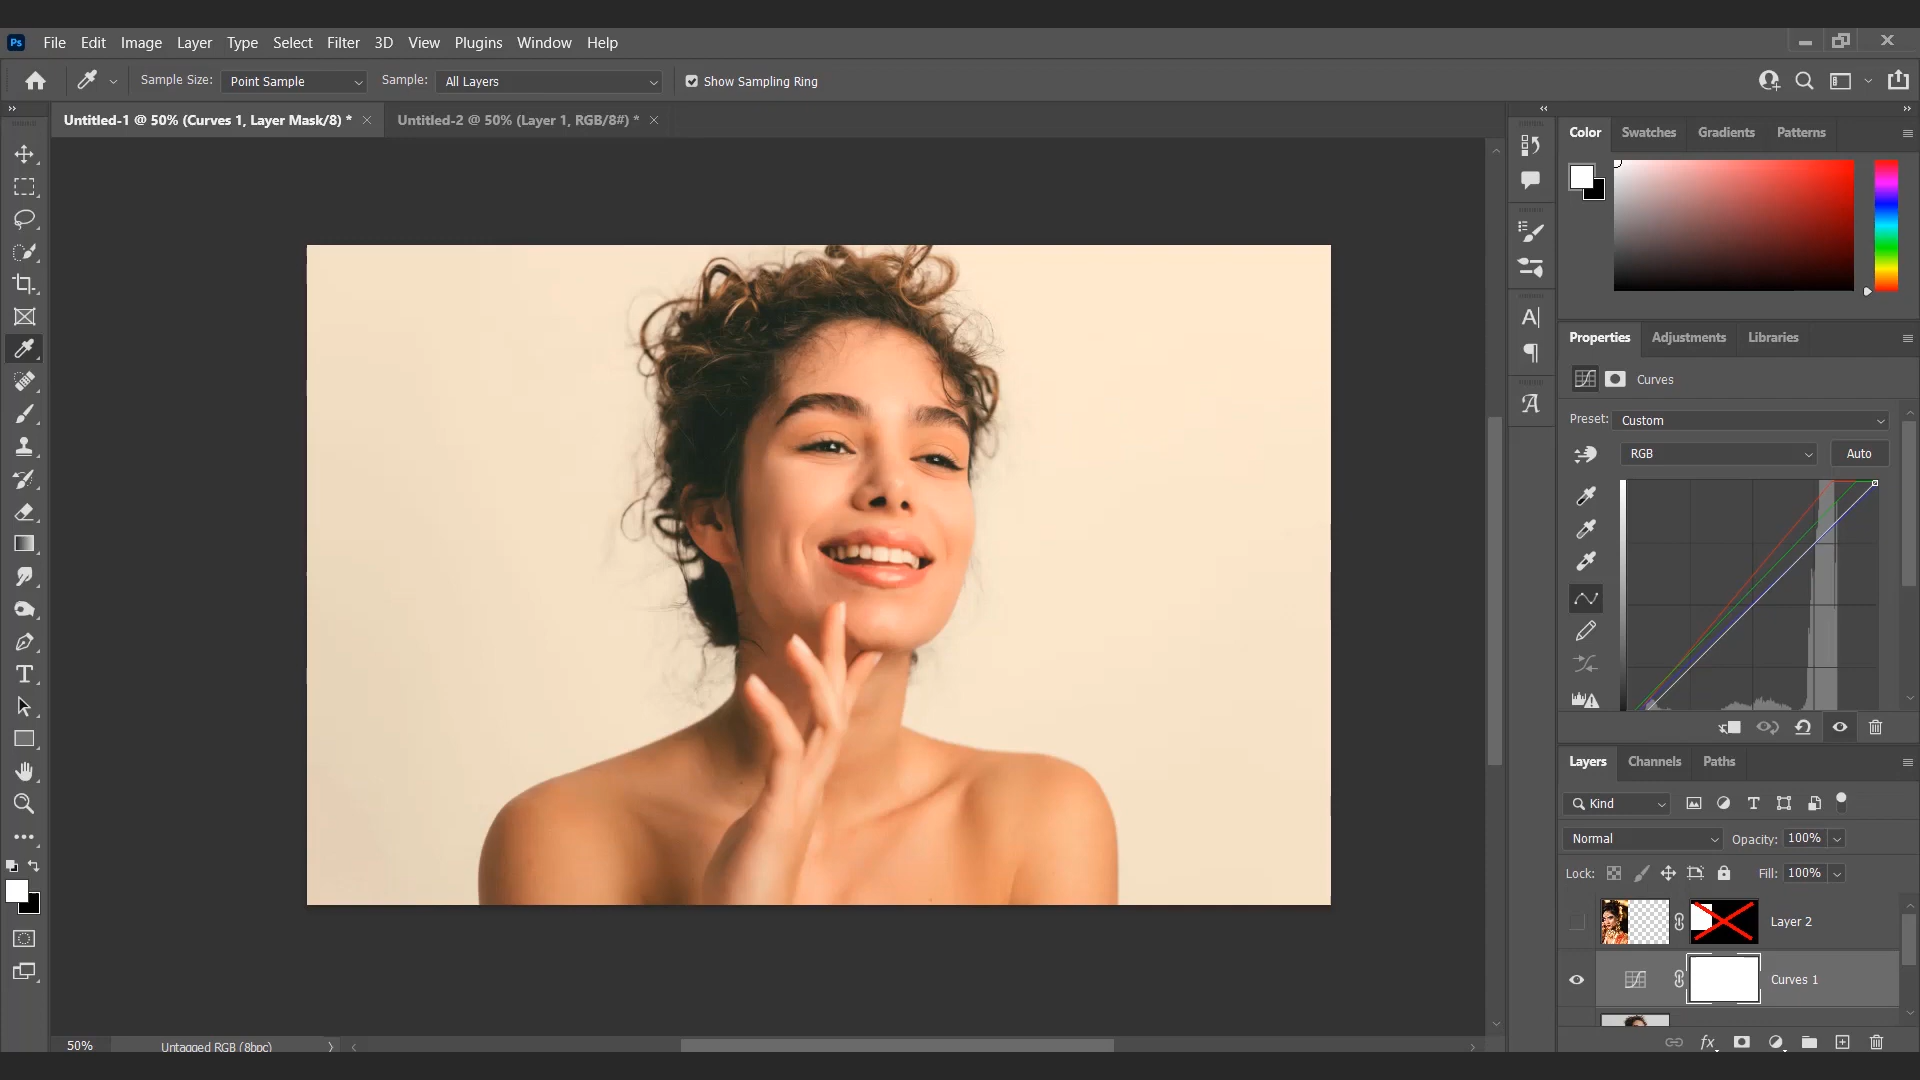 Ps File Edit Image Layer Type Select Filter 3D View Plugins Window Help
Sample Size: Point Sample Sample: All Layers Show Sampling Ring
Untitled-1 @ 50% (Curves 1, Layer Mask/8) * Untitled-2 @ 50% (Layer 1, RGB/8#) *
Color Swatches Gradients Patterns
Properties Adjustments Libraries
Curves
Preset: Custom
RGB Auto
Layers Channels Paths
Kind
Normal Opacity: 100%
Lock: Fill: 100%
Layer 2
Curves 1
fx
50% Untagged RGB (8bpc)